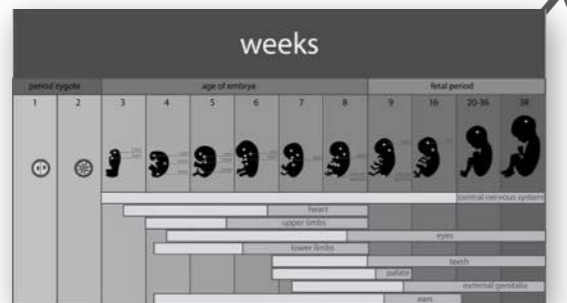 weeks
period zygote age of embrya fetal period
1 2 3 4 5 6 7 8 9 16 20-36 38
central nervous system
heart
upper limbs
eyes
lower limbs
teeth
palate
external genitalia
ears